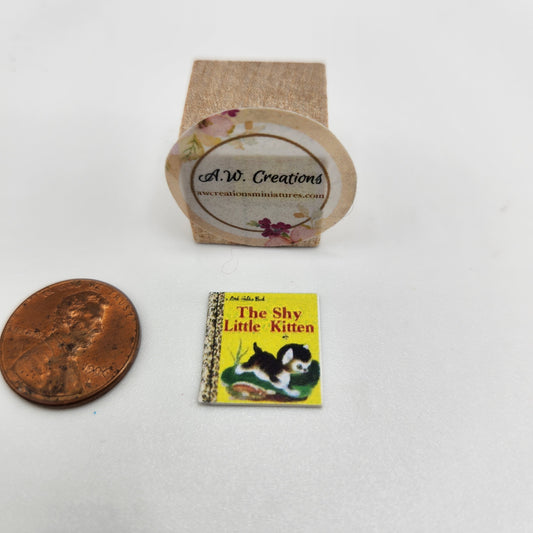 A.W. Creations
awcreationsminiatures.com
a Little Golden Book
The Shy
Little Kitten